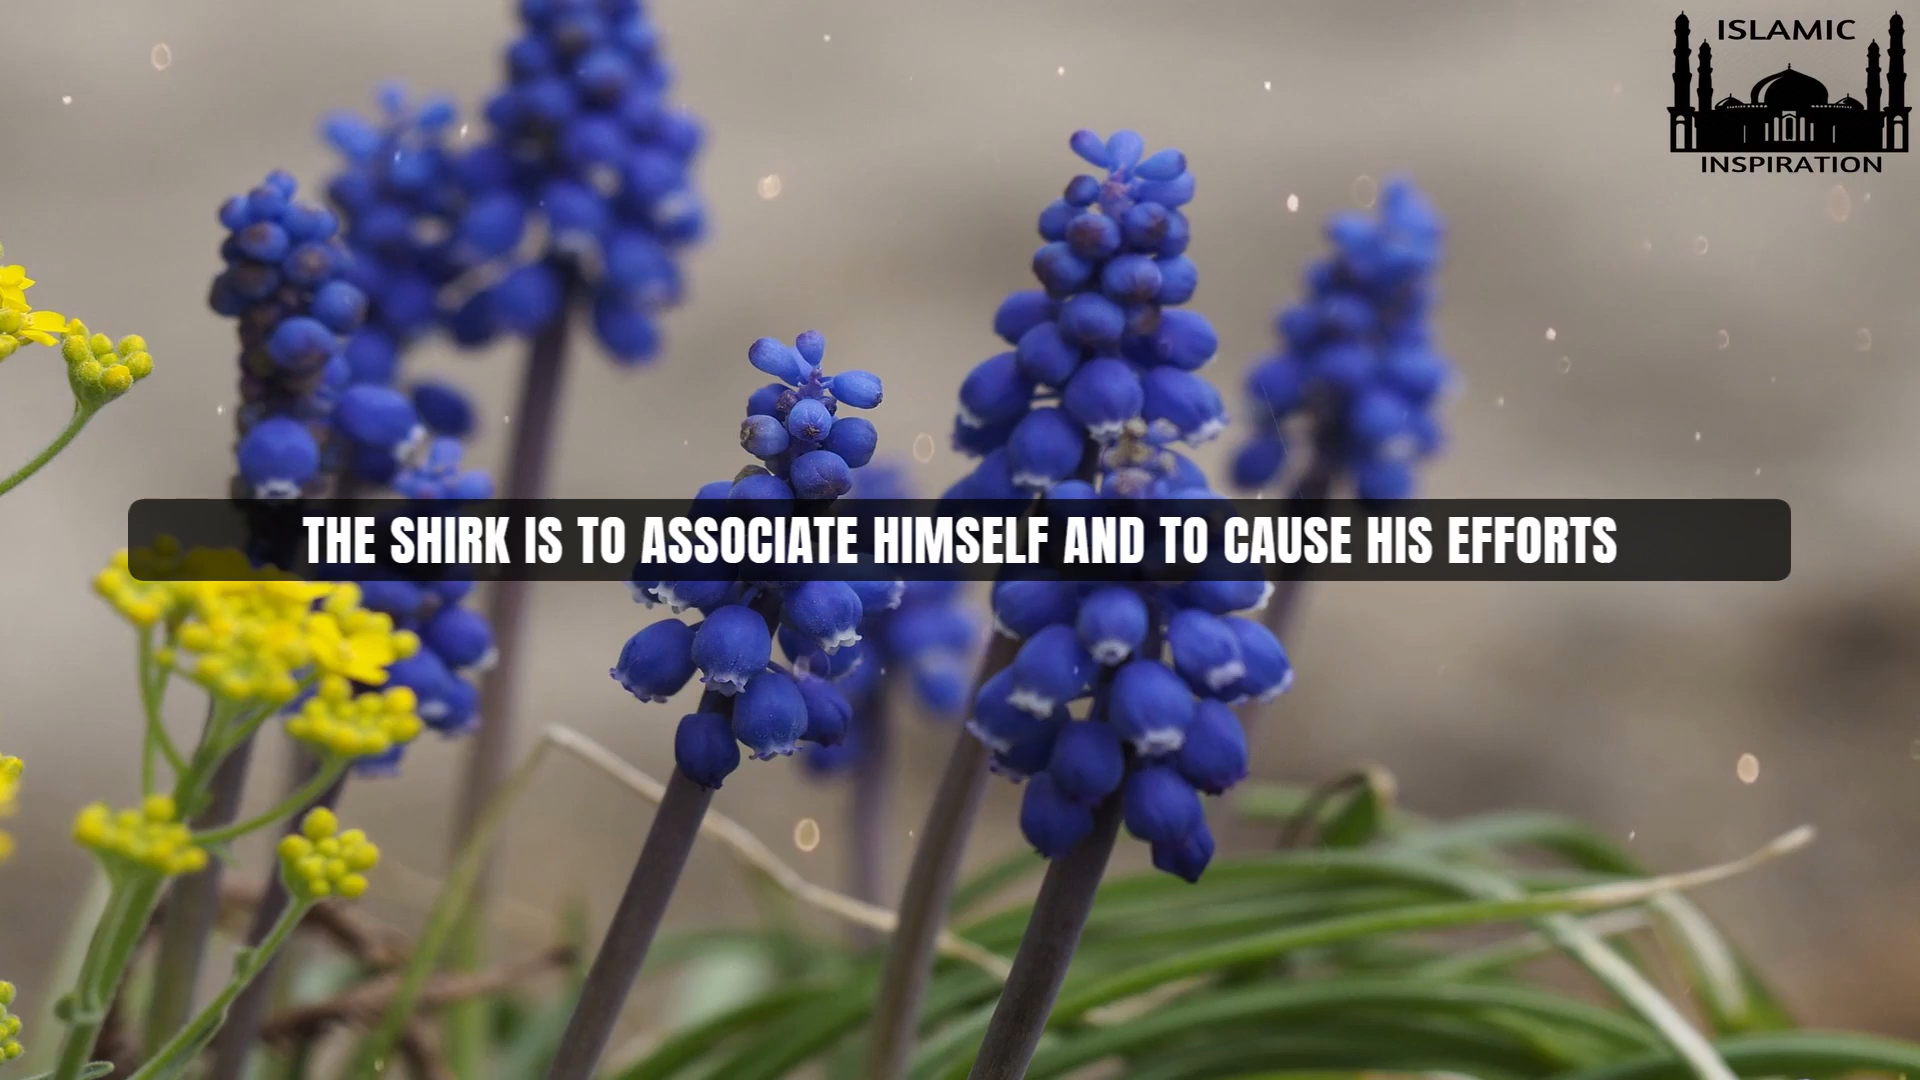 ISLAMIC
INSPIRATION
THE SHIRK IS TO ASSOCIATE HIMSELF AND TO CAUSE HIS EFFORTS